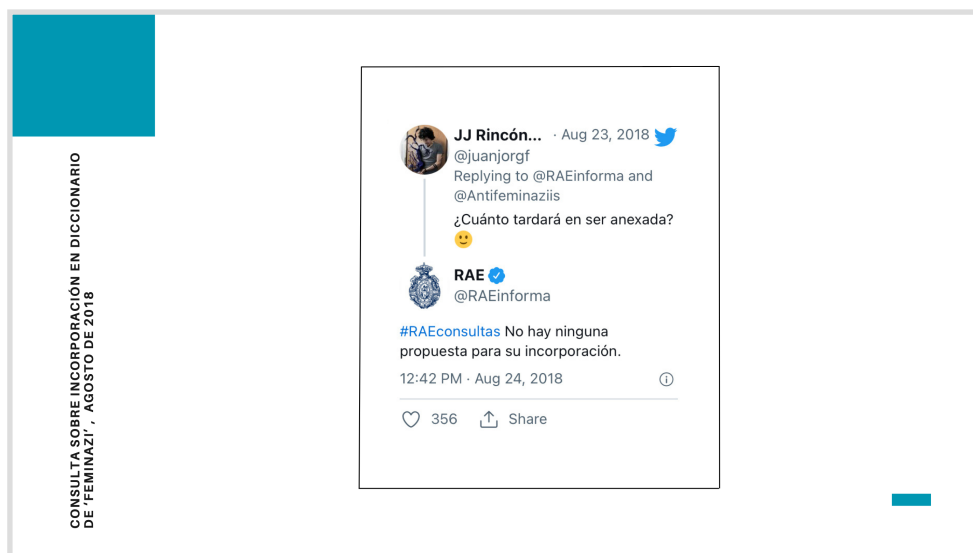 CONSULTA SOBRE INCORPORACIÓN EN DICCIONARIO
DE 'FEMINAZI' , AGOSTO DE 2018
JJ Rincón... · Aug 23, 2018
@juanjorgf
Replying to @RAEinforma and
@Antifeminaziis
¿Cuánto tardará en ser anexada?
🙂
RAE
@RAEinforma
#RAEconsultas No hay ninguna
propuesta para su incorporación.
12:42 PM · Aug 24, 2018
356 Share